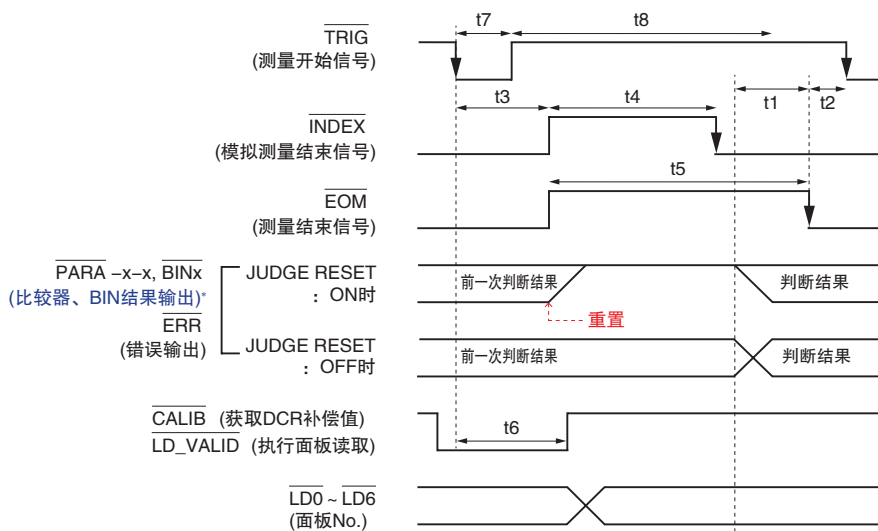 t7
t8
TRIG
(测量开始信号)
t1
t2
t3
t4
INDEX
(模拟测量结束信号)
t5
EOM
(测量结束信号)
PARA –x–x, BINx
(比较器、BIN结果输出)*
ERR
(错误输出)
JUDGE RESET
: ON时
前一次判断结果
判断结果
重置
JUDGE RESET
: OFF时
前一次判断结果
判断结果
CALIB (获取DCR补偿值)
LD_VALID (执行面板读取)
t6
LD0 ~ LD6
(面板No.)